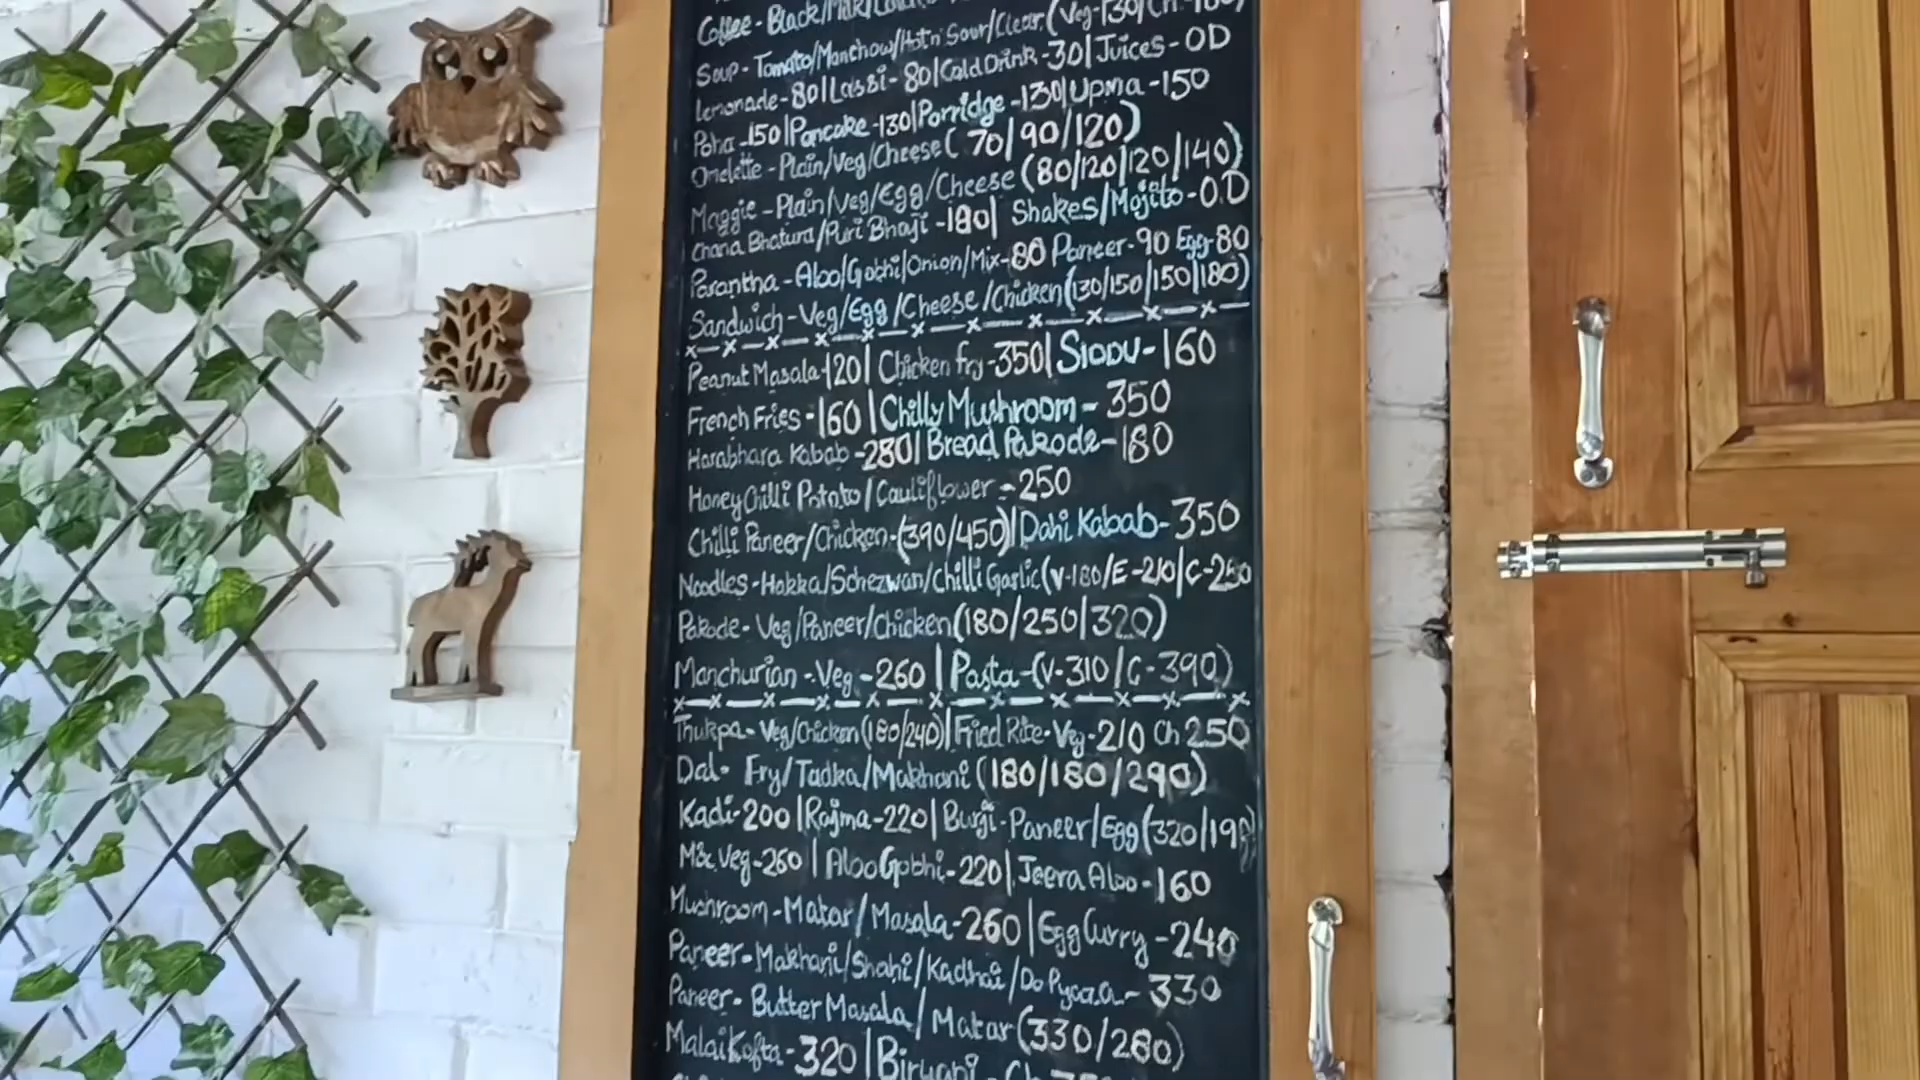 Coffee - Black/Milk/Cold
Soup - Tomato/Manchow/Hot n Sour/Clear (Veg-130/Ch.-160)
Lemonade-80|Lassi-80|Cold Drink-30|Juices-OD
Poha-150|Pancake-130|Porridge-130|Upma-150
Omelette - Plain/Veg/Cheese (70/90/120)
Maggie-Plain/Veg/Egg/Cheese (80/120/120/140)
Chana Bhatura/Puri Bhaji-180| Shakes/Mojito-O.D
Parantha-Aloo/Gobhi/Onion/Mix-80 Paneer-90 Egg-80
Sandwich-Veg/Egg/Cheese/Chicken(130/150/150/180)
Peanut Masala-120| Chicken fry-350|SIDDU-160
French Fries-160|Chilly Mushroom-350
Harabhara Kabab-280|Bread Pakode-180
Honey Chilli Potato/Cauliflower-250
Chilli Paneer/Chicken-(390/450)|Dahi Kabab-350
Noodles-Hakka/Schezwan/Chilli Garlic(V-180/E-210/C-250
Pakode-Veg/Paneer/Chicken(180/250/320)
Manchurian-Veg-260|Pasta-(V-310/C-390)
Thukpa-Veg/Chicken(180/240)|Fried Rice-Veg-210 Ch 250
Dal-Fry/Tadka/Makhani (180/180/290)
Kadi-200|Rajma-220|Burji-Paneer/Egg(320/190)
Mix Veg-260|Aloo Gobhi-220|Jeera Aloo-160
Mushroom-Matar/Masala-260|Egg Curry-240
Paneer-Makhani/Shahi/Kadhai/Do Pyaza-330
Paneer-Butter Masala/Matar(330/280)
Malai Kofta-320|Biryani-Ch